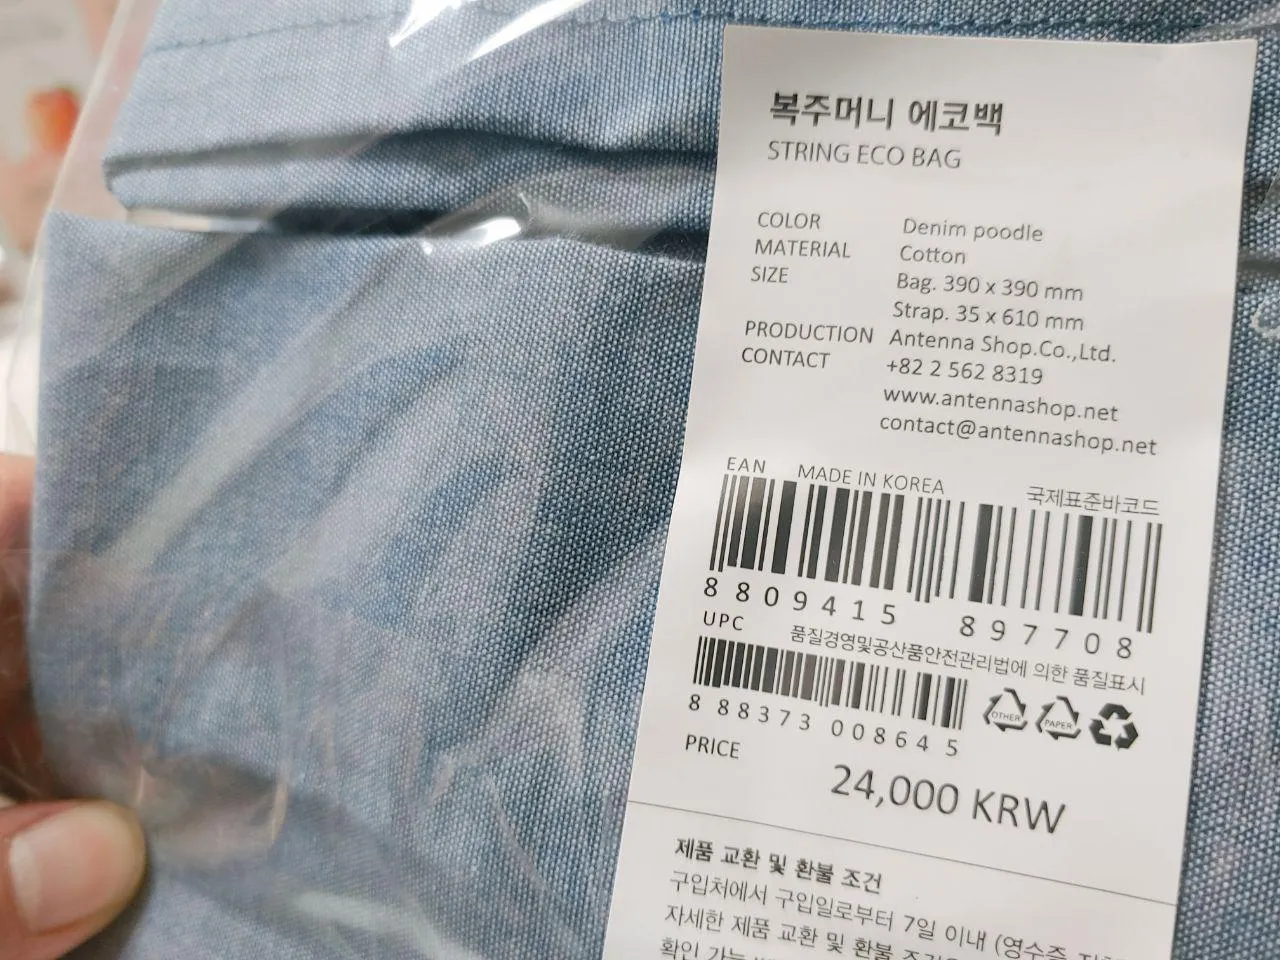 복주머니 에코백
STRING ECO BAG
COLOR Denim poodle
MATERIAL Cotton
SIZE Bag. 390 x 390 mm
Strap. 35 x 610 mm
PRODUCTION Antenna Shop.Co.,Ltd.
CONTACT +82 2 562 8319
www.antennashop.net
contact@antennashop.net
EAN MADE IN KOREA 국제표준바코드
8 809415 897708
UPC 품질경영및공산품안전관리법에 의한 품질표시
OTHER PAPER
8 88373 00864 5
PRICE 24,000 KRW
제품 교환 및 환불 조건
구입처에서 구입일로부터 7일 이내 (영수증
자세한 제품 교환 및 환불
확인 가능